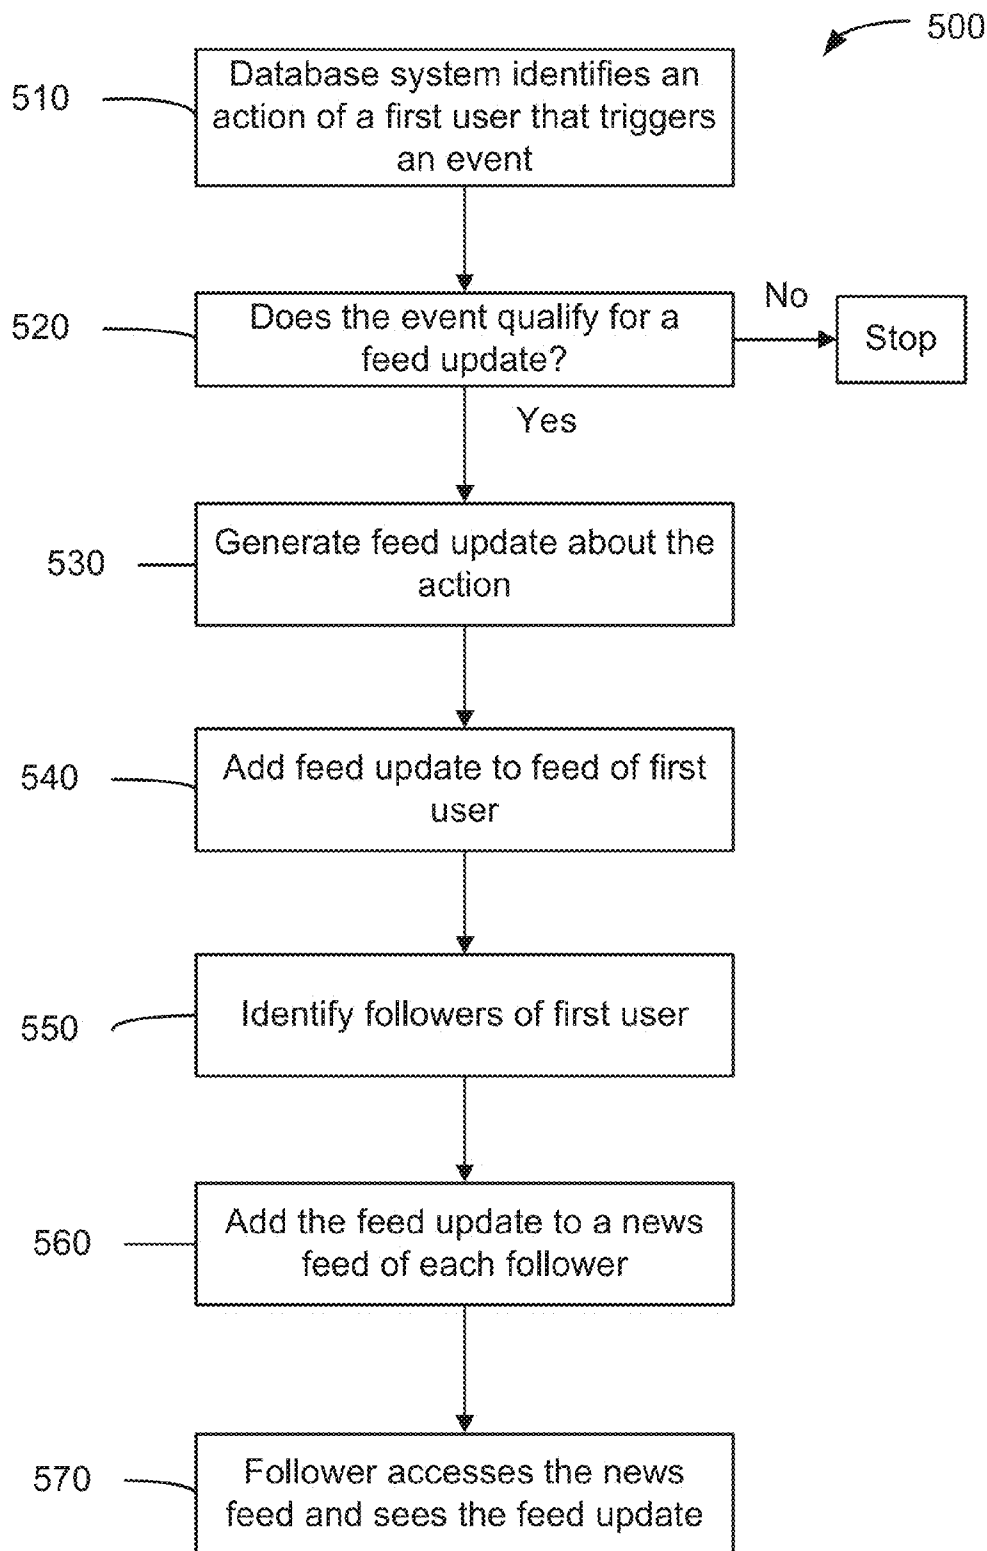 500
510
Database system identifies an
action of a first user that triggers
an event
520
Does the event qualify for a
feed update?
No
Stop
Yes
530
Generate feed update about the
action
540
Add feed update to feed of first
user
550
Identify followers of first user
560
Add the feed update to a news
feed of each follower
570
Follower accesses the news
feed and sees the feed update